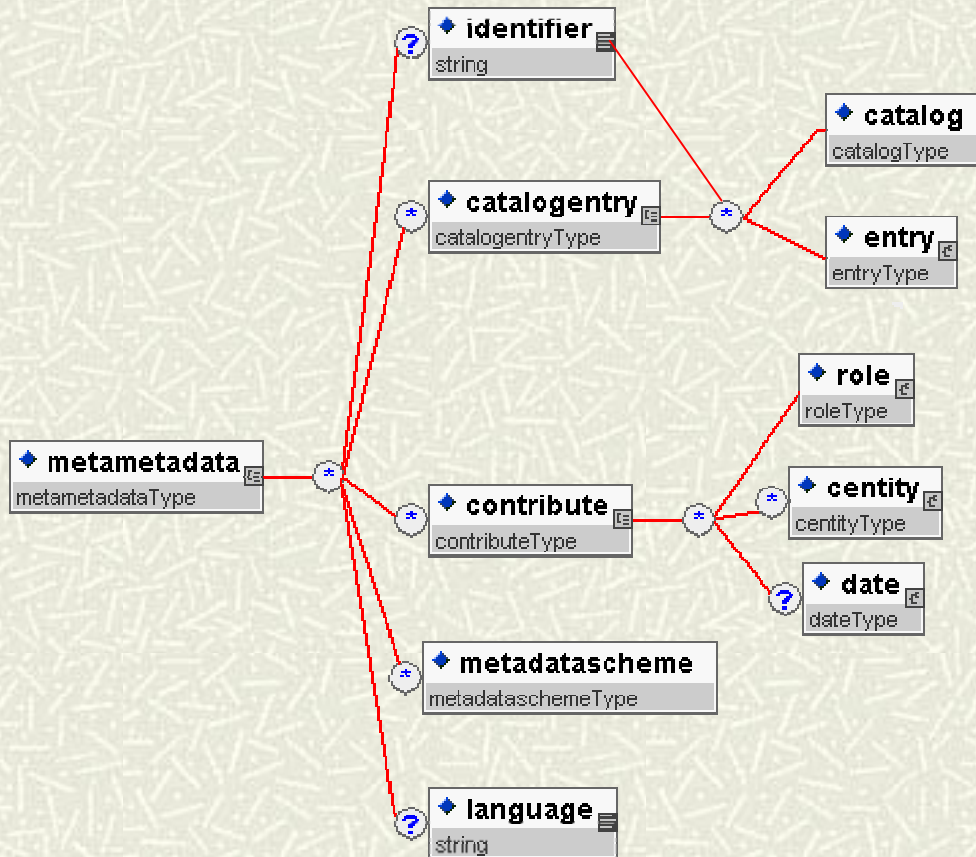 ?
identifier
string
catalog
catalogType
*
catalogentry
catalogentryType
*
entry
entryType
role
roleType
metametadata
metametadataType
*
*
contribute
contributeType
*
*
centity
centityType
?
date
dateType
*
metadatascheme
metadataschemeType
?
language
string